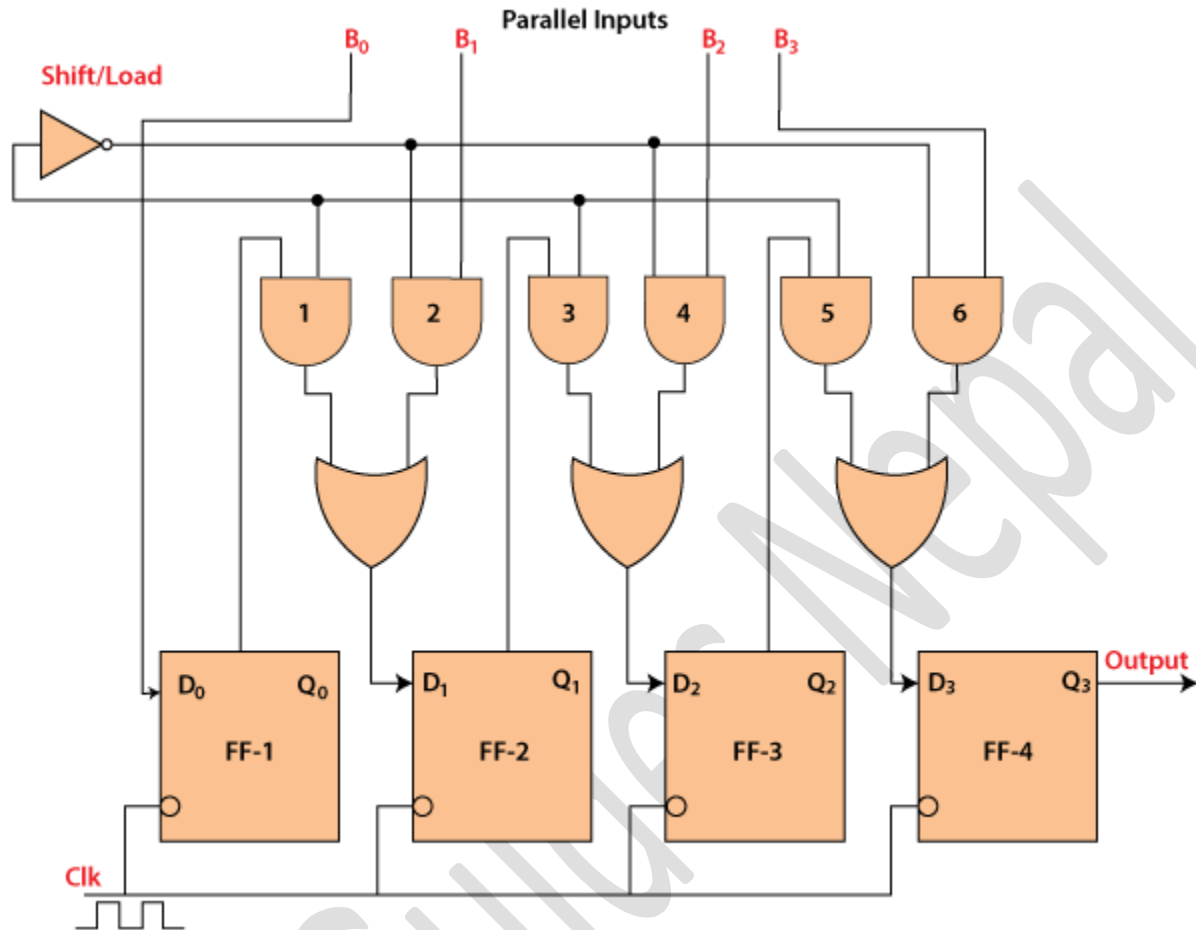 Parallel Inputs
B₀ B₁ B₂ B₃
Shift/Load
1 2 3 4 5 6
Output
D₀ Q₀ D₁ Q₁ D₂ Q₂ D₃ Q₃
FF-1 FF-2 FF-3 FF-4
Clk
Nepal